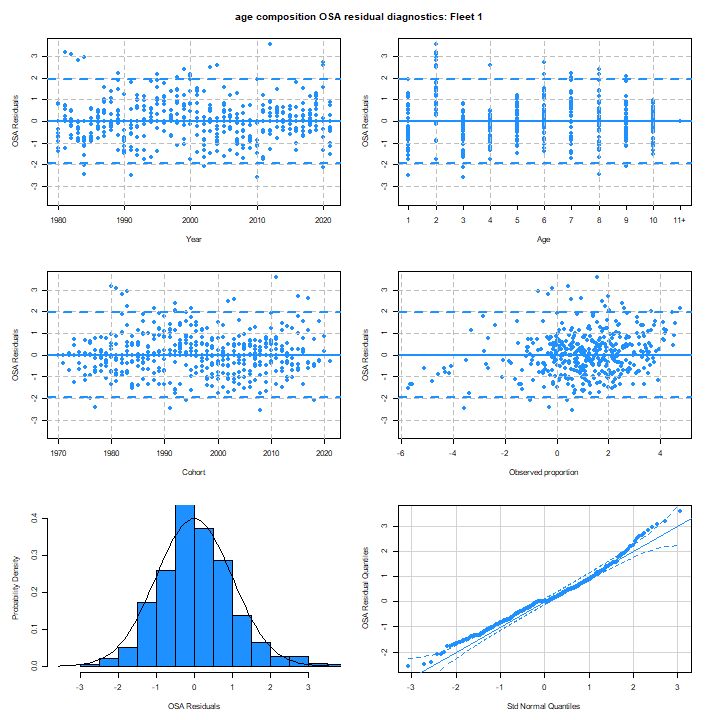 age composition OSA residual diagnostics: Fleet 1
OSA Residuals
3
2
1
0
-1
-2
-3
1980 1990 2000 2010 2020
Year
OSA Residuals
3
2
1
0
-1
-2
-3
1 2 3 4 5 6 7 8 9 10 11+
Age
OSA Residuals
3
2
1
0
-1
-2
-3
1970 1980 1990 2000 2010 2020
Cohort
OSA Residuals
3
2
1
0
-1
-2
-3
-6 -4 -2 0 2 4
Observed proportion
Probability Density
0.4
0.3
0.2
0.1
0.0
-3 -2 -1 0 1 2 3
OSA Residuals
OSA Residual Quantiles
3
2
1
0
-1
-2
-3 -2 -1 0 1 2 3
Std Normal Quantiles